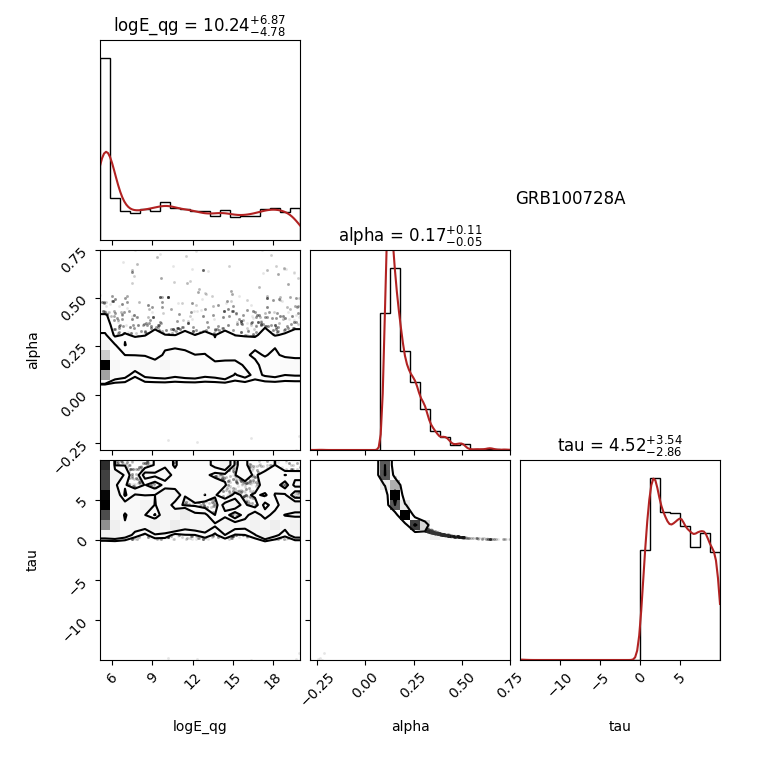 logE_qg = 10.24+6.87−4.78
GRB100728A
alpha = 0.17+0.11−0.05
0.75
0.50
0.25
0.00
−0.25
alpha
tau = 4.52+3.54−2.86
5
0
−5
−10
tau
6 9 12 15 18
−0.25 0.00 0.25 0.50 0.75
−10 −5 0 5
logE_qg alpha tau